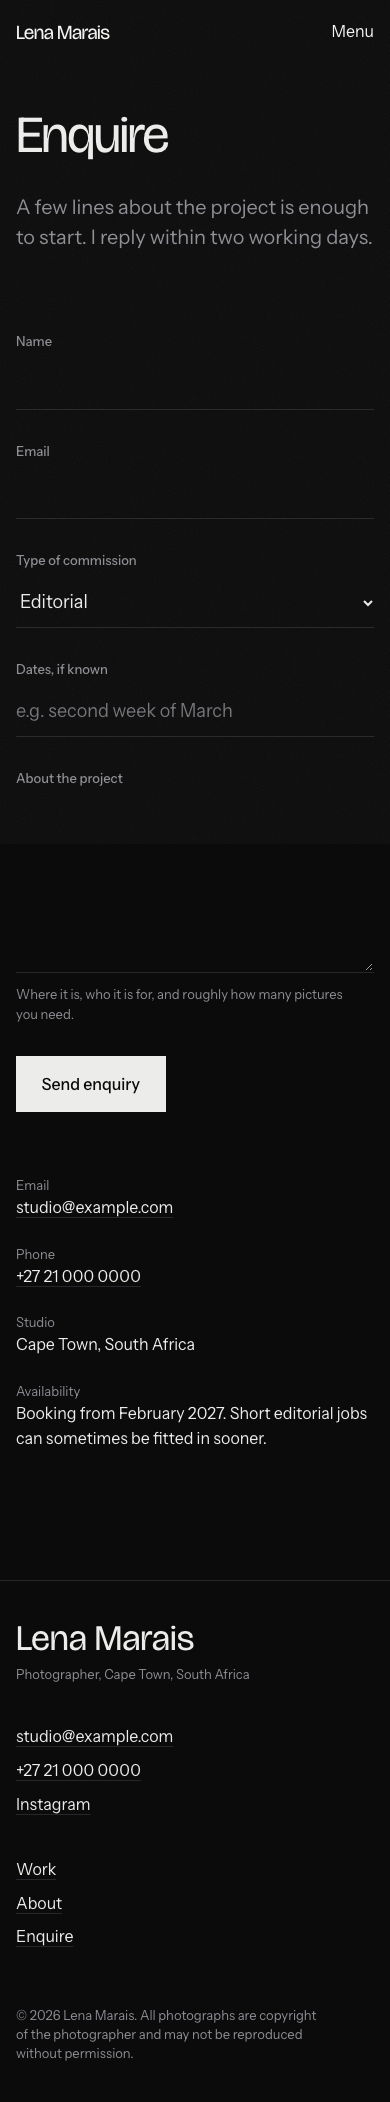 Lena Marais
Menu
Enquire
A few lines about the project is enough
to start. I reply within two working days.
Name
Email
Type of commission
Editorial
Dates, if known
e.g. second week of March
About the project
Where it is, who it is for, and roughly how many pictures
you need.
Send enquiry
Email
studio@example.com
Phone
+27 21 000 0000
Studio
Cape Town, South Africa
Availability
Booking from February 2027. Short editorial jobs
can sometimes be fitted in sooner.
Lena Marais
Photographer, Cape Town, South Africa
studio@example.com
+27 21 000 0000
Instagram
Work
About
Enquire
© 2026 Lena Marais. All photographs are copyright
of the photographer and may not be reproduced
without permission.